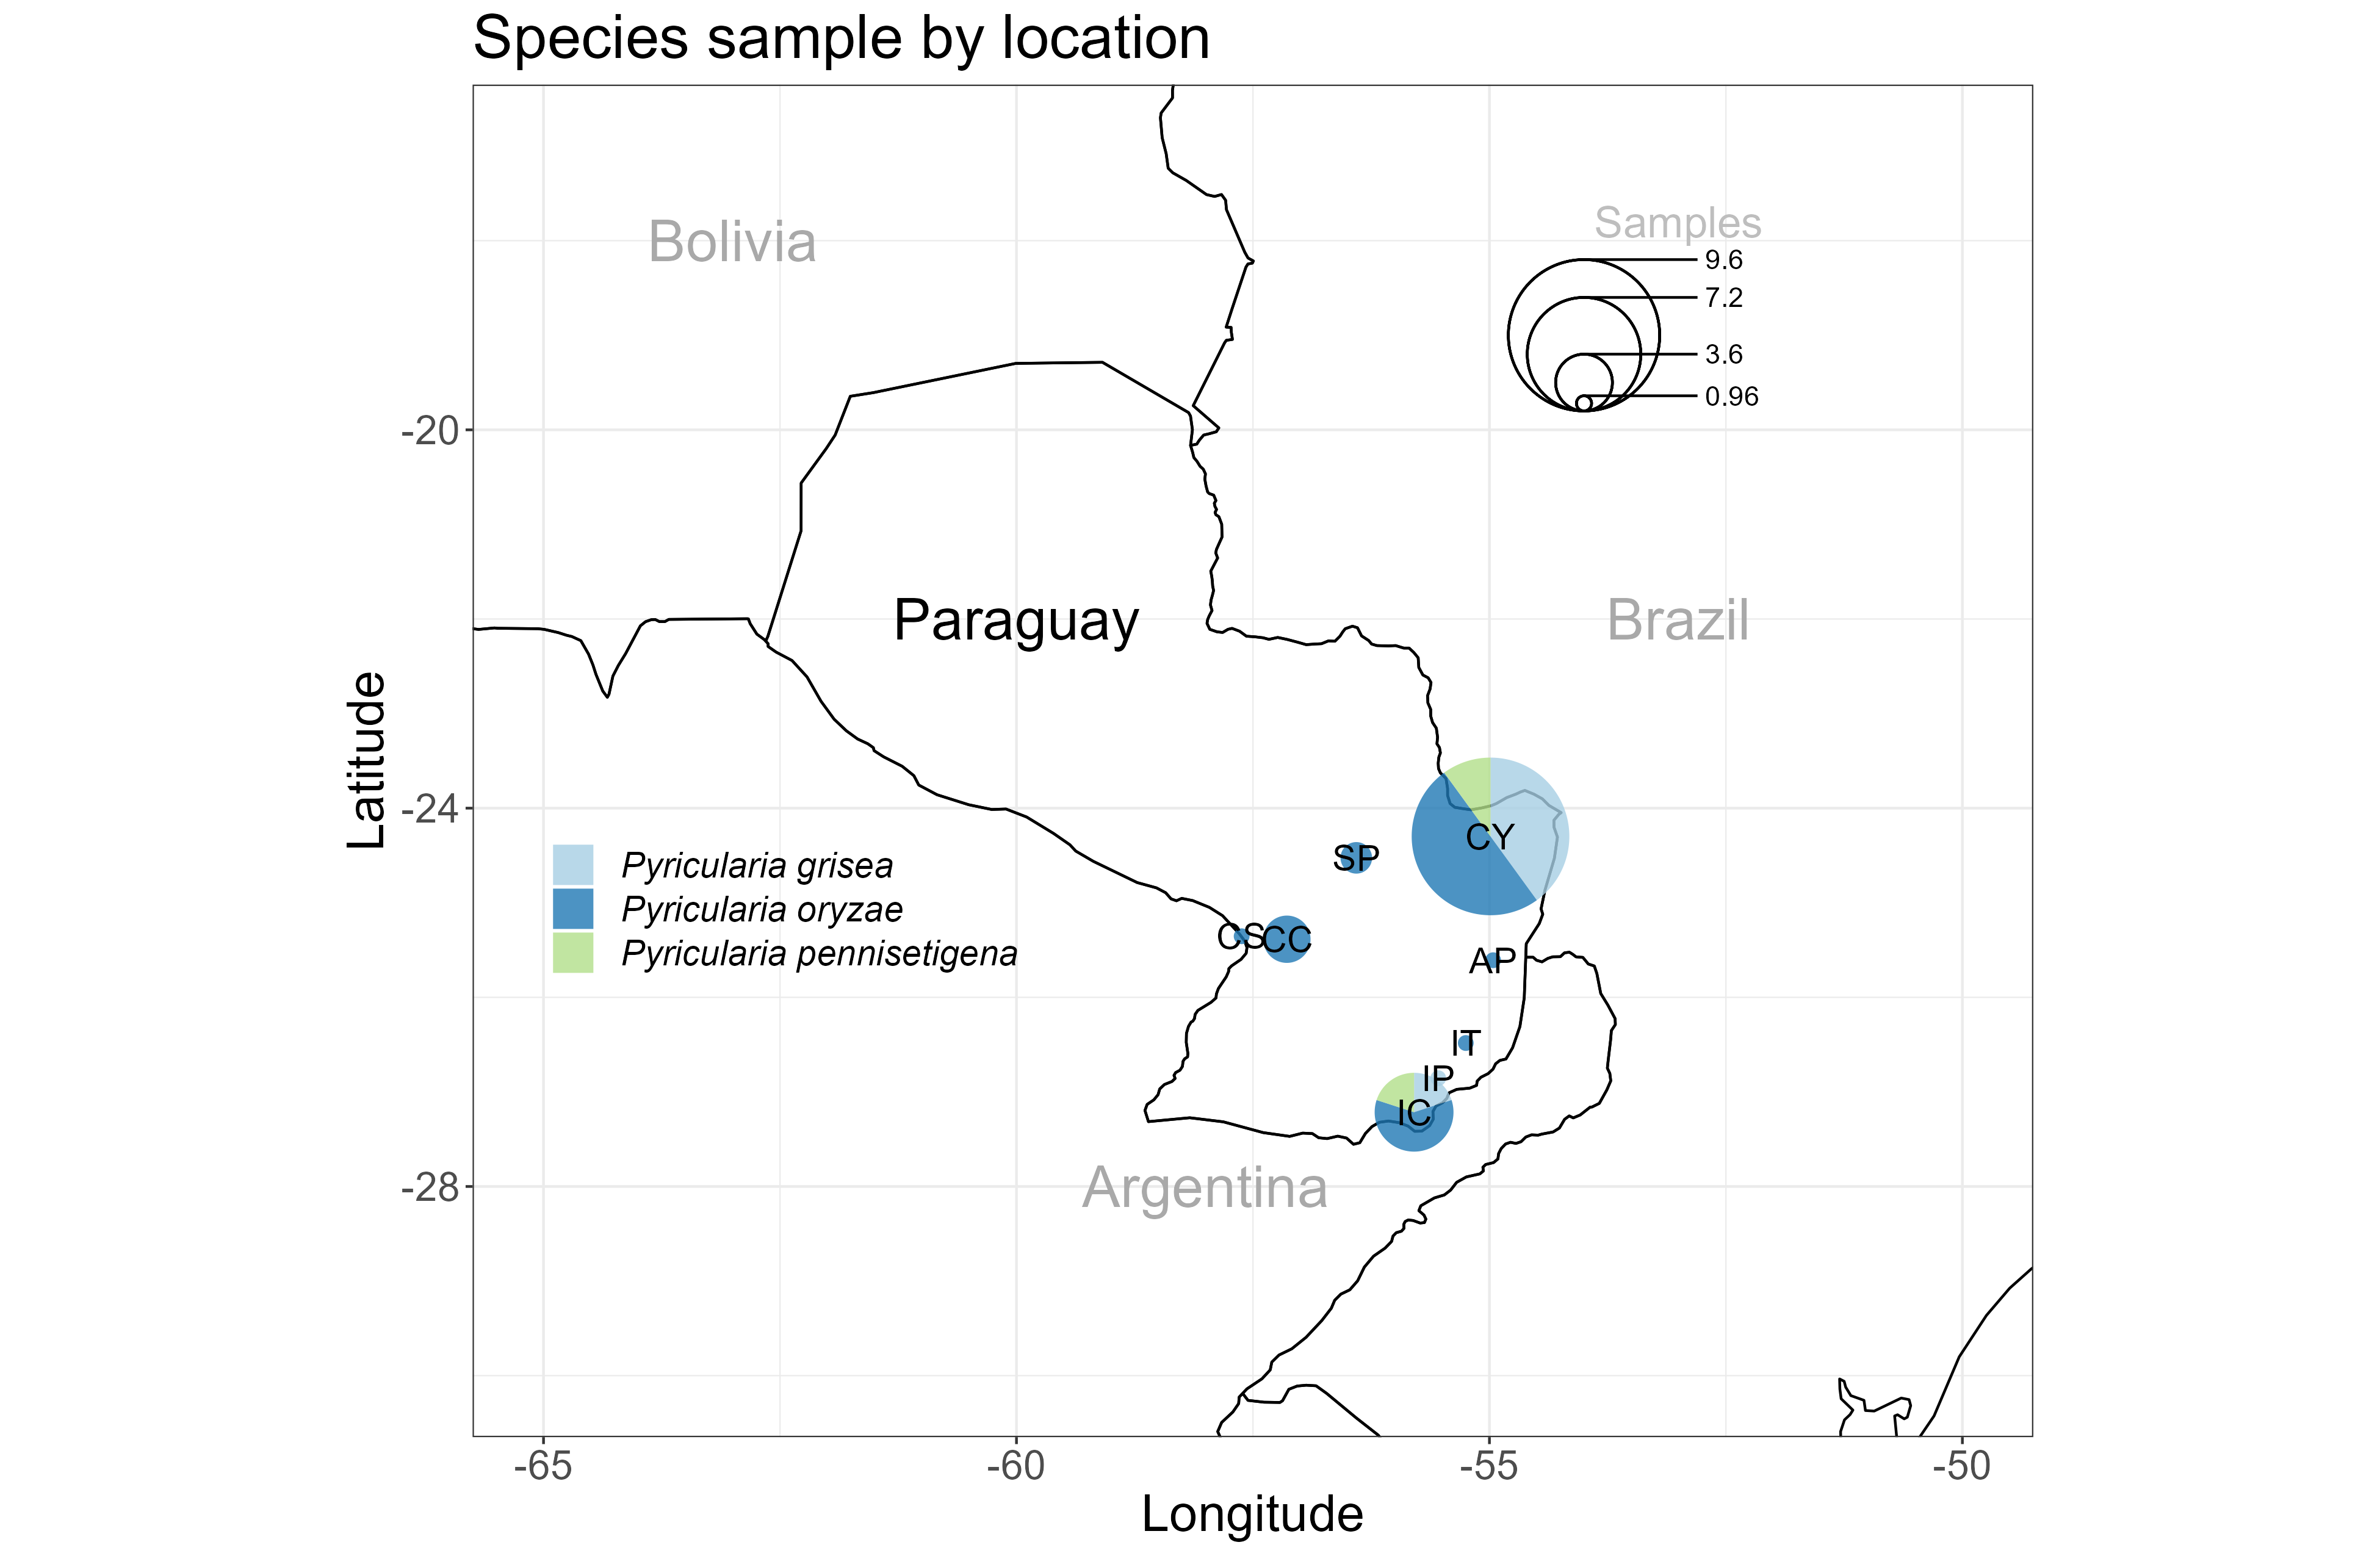 Species sample by location
Bolivia
Samples
9.6
7.2
3.6
0.96
-20
Paraguay
Brazil
Latitude
-24
CY
SP
Pyricularia grisea
Pyricularia oryzae
Pyricularia pennisetigena
CS
CC
AP
IT
IP
IC
-28
Argentina
-65
-60
-55
-50
Longitude